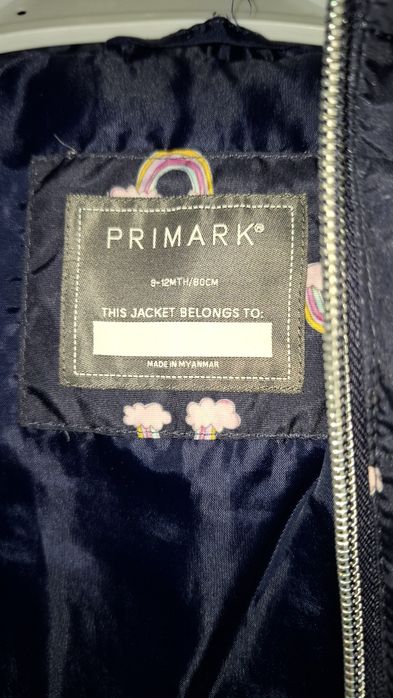 PRIMARK®
9-12MTH/80CM
THIS JACKET BELONGS TO:
MADE IN MYANMAR